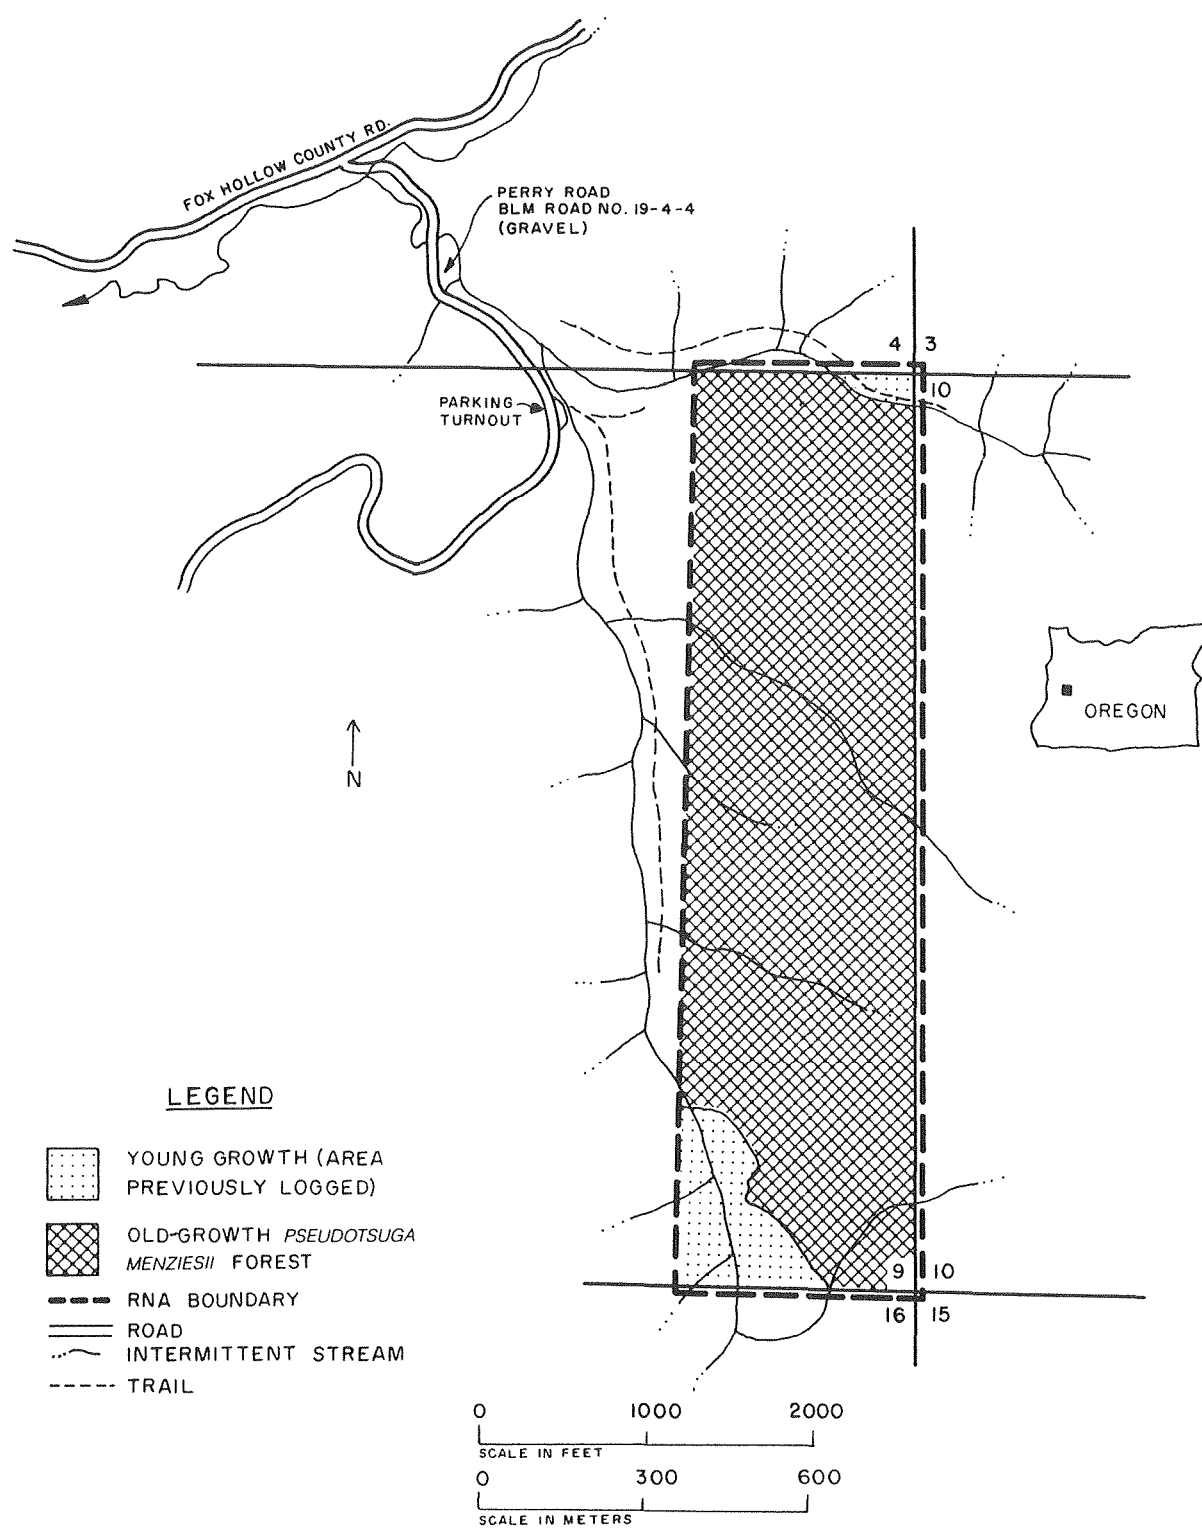 FOX HOLLOW COUNTY RD.
PERRY ROAD
BLM ROAD NO. 19-4-4
(GRAVEL)
4 3
10
PARKING
TURNOUT
OREGON
N
LEGEND
YOUNG GROWTH (AREA
PREVIOUSLY LOGGED)
OLD-GROWTH PSEUDOTSUGA
MENZIESII FOREST
RNA BOUNDARY
ROAD
INTERMITTENT STREAM
TRAIL
9 10
16 15
0 1000 2000
SCALE IN FEET
0 300 600
SCALE IN METERS